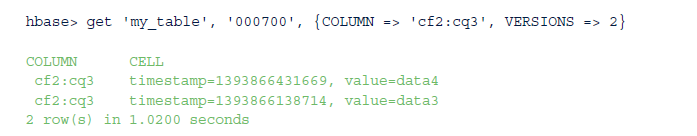 hbase> get 'my_table', '000700', {COLUMN => 'cf2:cq3', VERSIONS => 2}
COLUMN CELL
cf2:cq3 timestamp=1393866431669, value=data4
cf2:cq3 timestamp=1393866138714, value=data3
2 row(s) in 1.0200 seconds